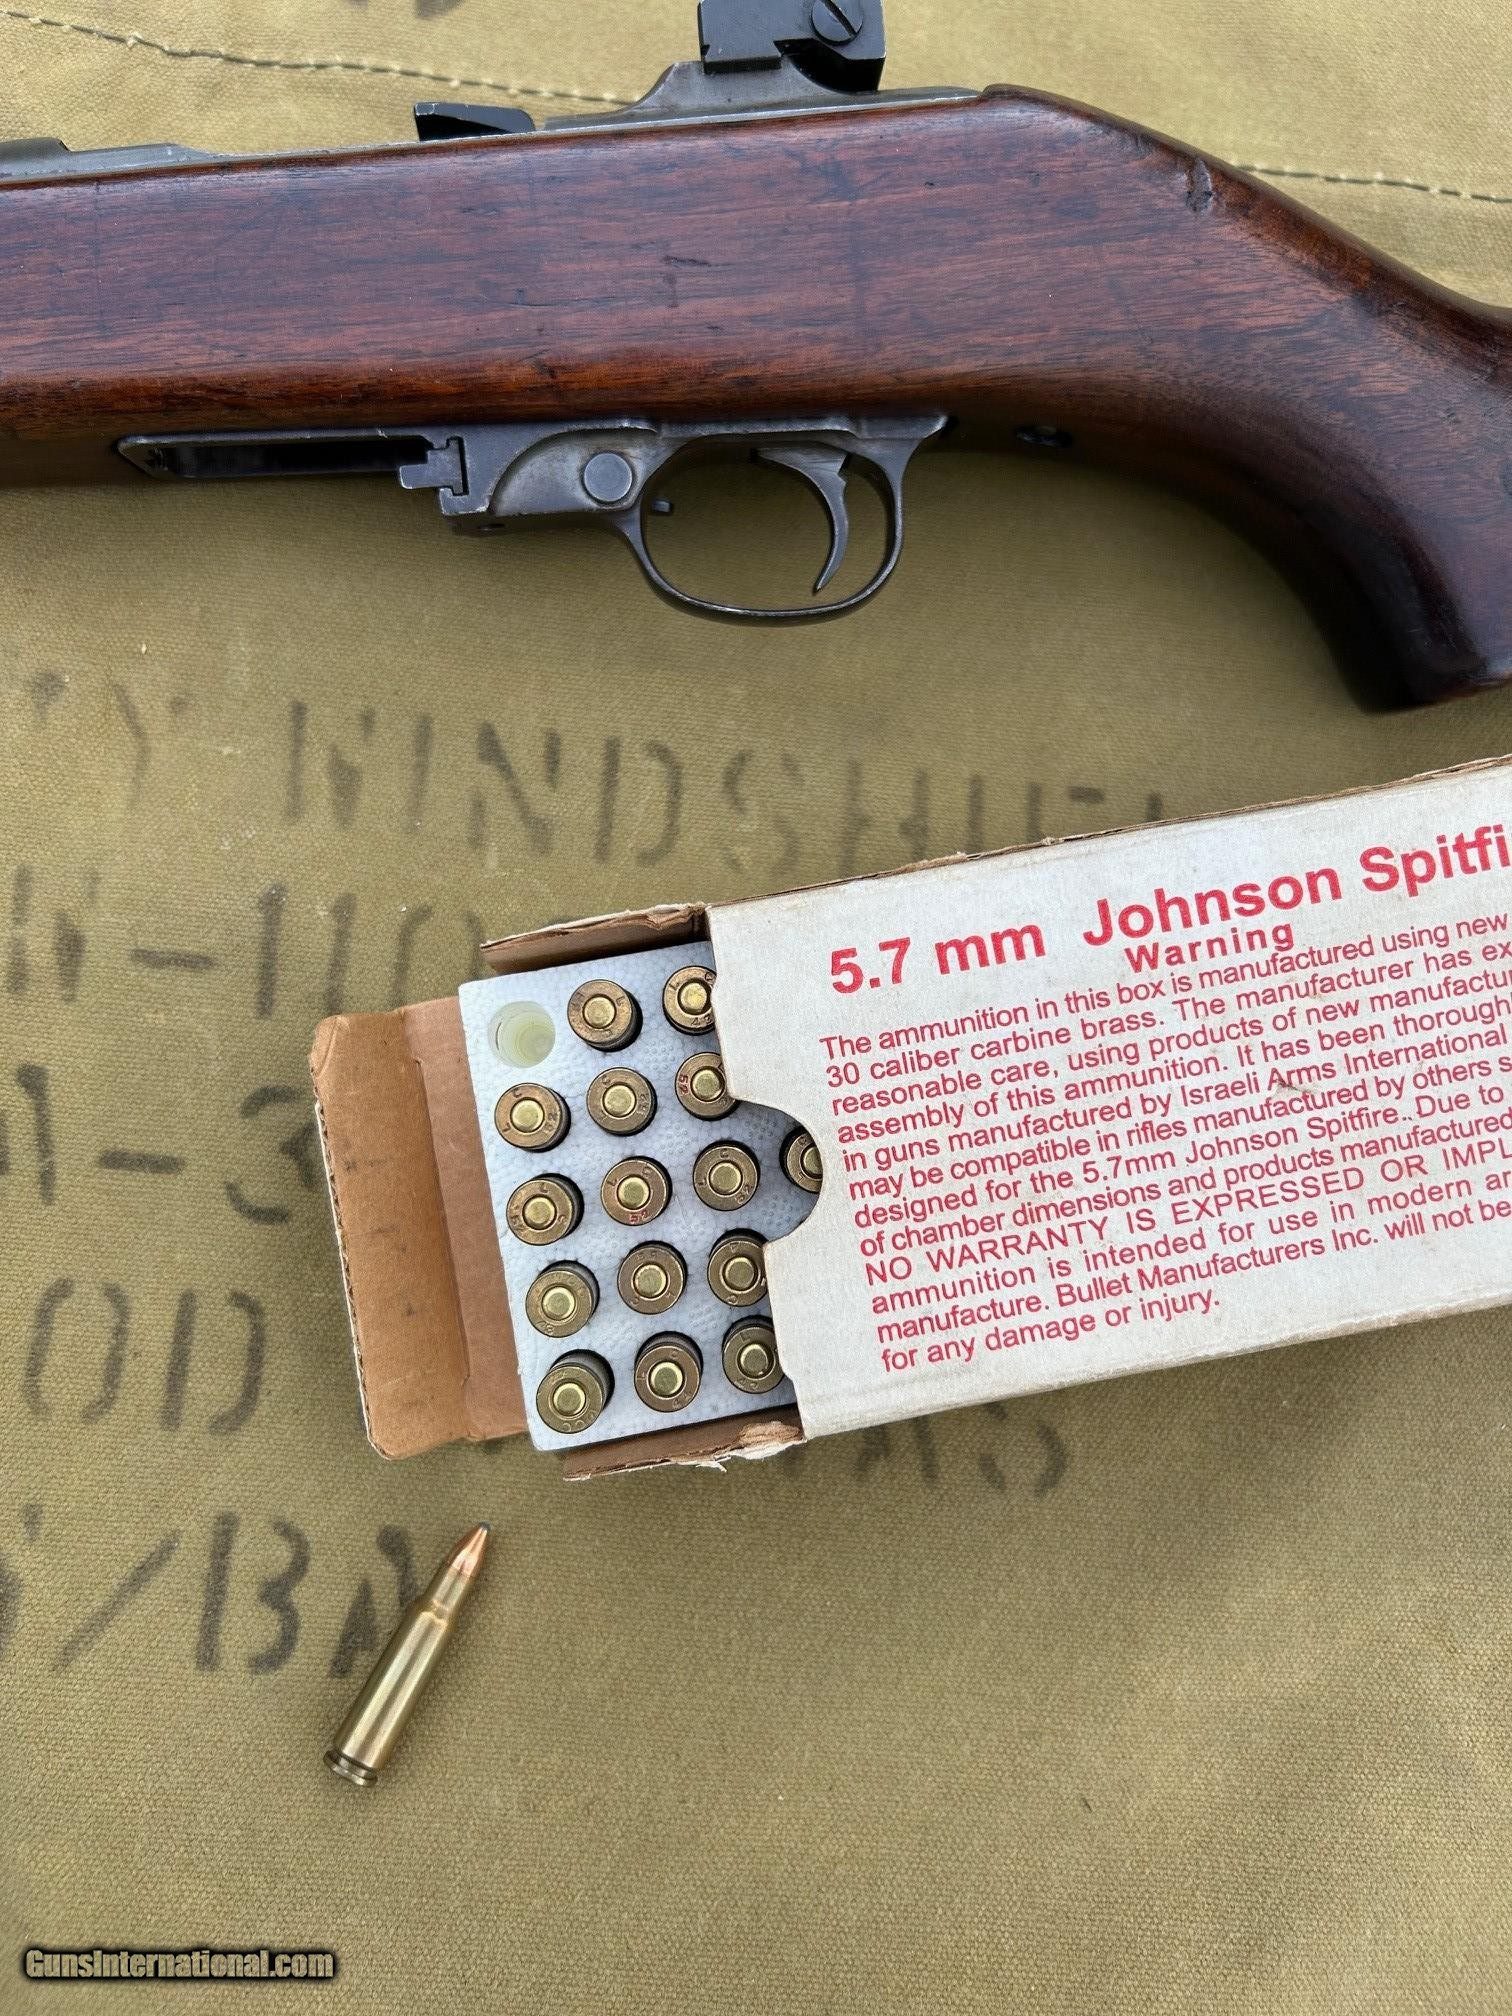 WINDSHIEL
5.7 mm Johnson Spitfi
Warning
The ammunition in this box is manufactured using new
30 caliber carbine brass. The manufacturer has ex
reasonable care, using products of new manufactur
assembly of this ammunition. It has been thorough
in guns manufactured by Israeli Arms International
may be compatible in rifles manufactured by others s
designed for the 5.7mm Johnson Spitfire. Due to
of chamber dimensions and products manufactured
NO WARRANTY IS EXPRESSED OR IMPL
ammunition is intended for use in modern ar
manufacture. Bullet Manufacturers Inc. will not be
for any damage or injury.
OD
/BA
GunsInternational.com